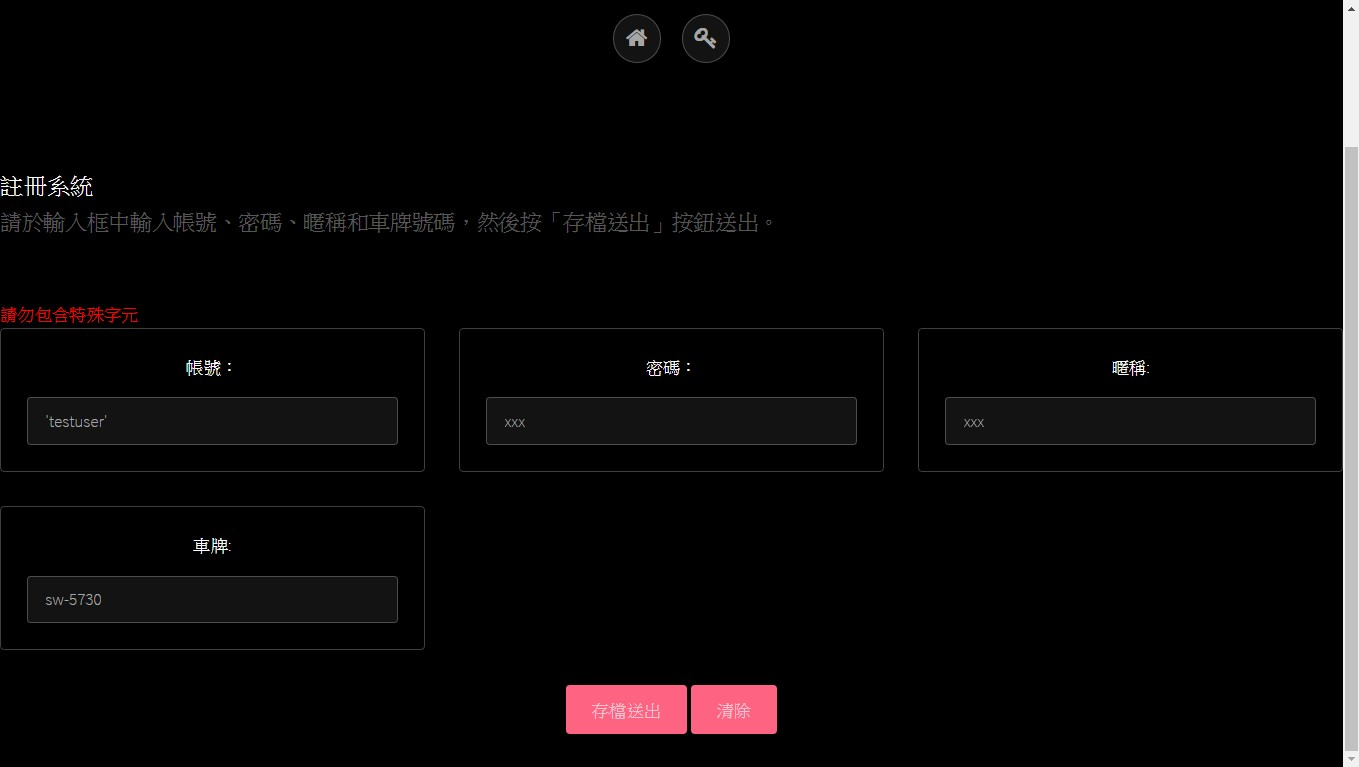 註冊系統
請於輸入框中輸入帳號、密碼、暱稱和車牌號碼，然後按「存檔送出」按鈕送出。
請勿包含特殊字元
帳號：
密碼：
暱稱:
'testuser'
xxx
xxx
車牌:
sw-5730
存檔送出
清除